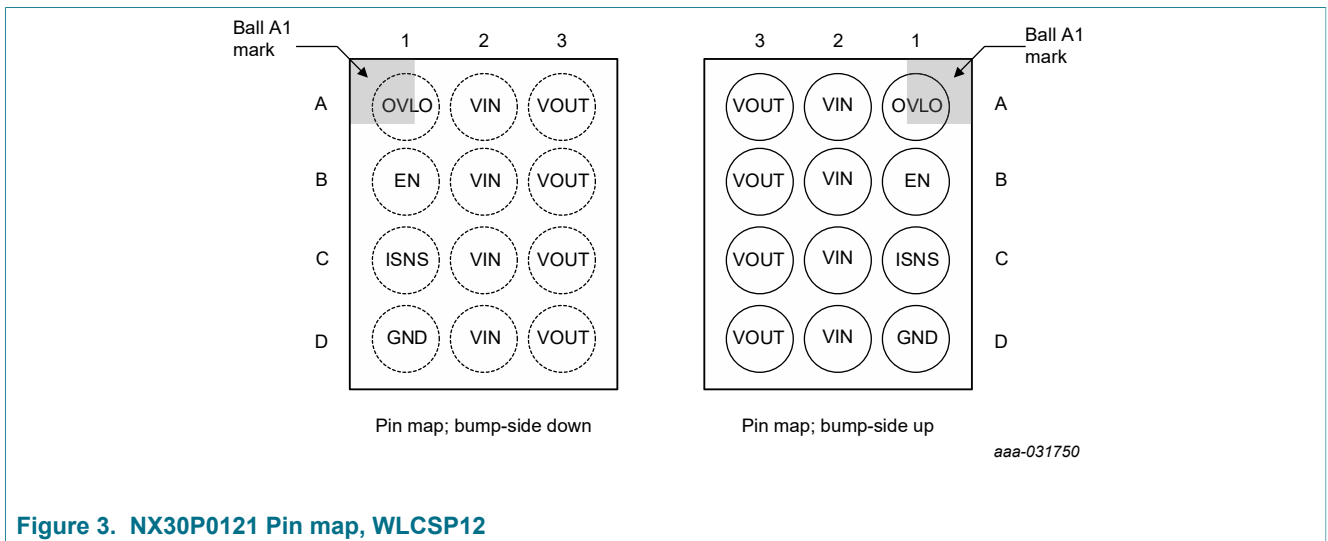 Ball A1
mark
1 2 3
3 2 1
Ball A1
mark
A OVLO VIN VOUT
VOUT VIN OVLO A
B EN VIN VOUT
VOUT VIN EN B
C ISNS VIN VOUT
VOUT VIN ISNS C
D GND VIN VOUT
VOUT VIN GND D
Pin map; bump-side down
Pin map; bump-side up
aaa-031750
Figure 3. NX30P0121 Pin map, WLCSP12